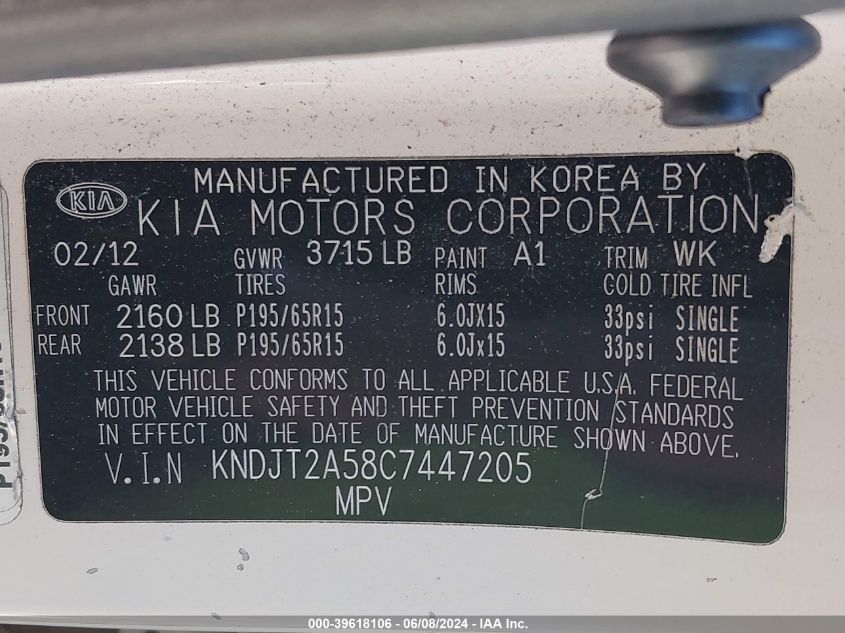 MANUFACTURED IN KOREA BY
KIA KIA MOTORS CORPORATION
02/12 GVWR 3715 LB PAINT A1 TRIM WK
GAWR TIRES RIMS COLD TIRE INFL
FRONT 2160 LB P195/65R15 6.0JX15 33psi SINGLE
REAR 2138 LB P195/65R15 6.0Jx15 33psi SINGLE
THIS VEHICLE CONFORMS TO ALL APPLICABLE U.S.A. FEDERAL
MOTOR VEHICLE SAFETY AND THEFT PREVENTION STANDARDS
IN EFFECT ON THE DATE OF MANUFACTURE SHOWN ABOVE.
V.I.N KNDJT2A58C7447205
MPV
000-39618106 - 06/08/2024 - IAA Inc.